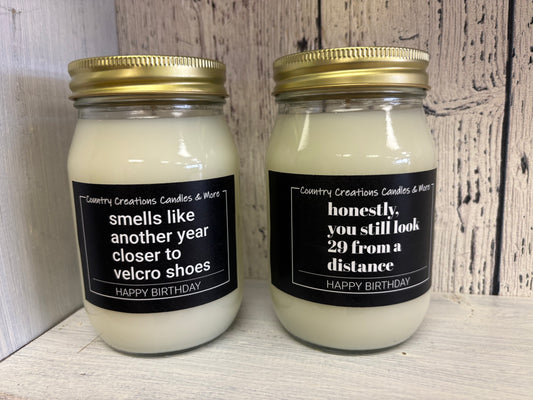 Country Creations Candles & More
smells like
another year
closer to
velcro shoes
HAPPY BIRTHDAY
Country Creations Candles & More
honestly,
you still look
29 from a
distance
HAPPY BIRTHDAY